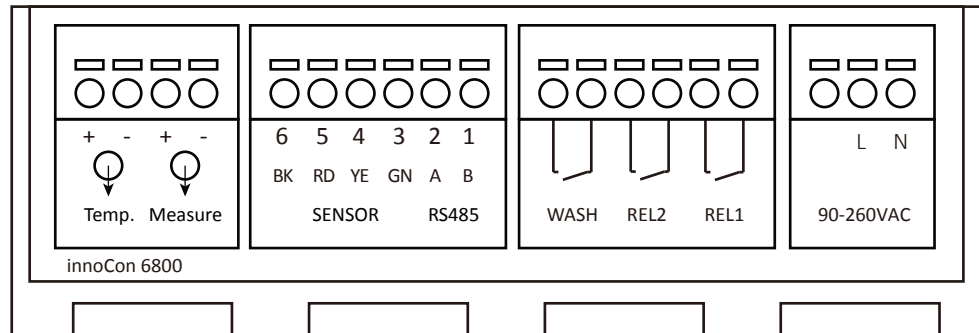 + - + -
Temp. Measure
6 5 4 3 2 1
BK RD YE GN A B
SENSOR RS485
WASH REL2 REL1
L N
90-260VAC
innoCon 6800